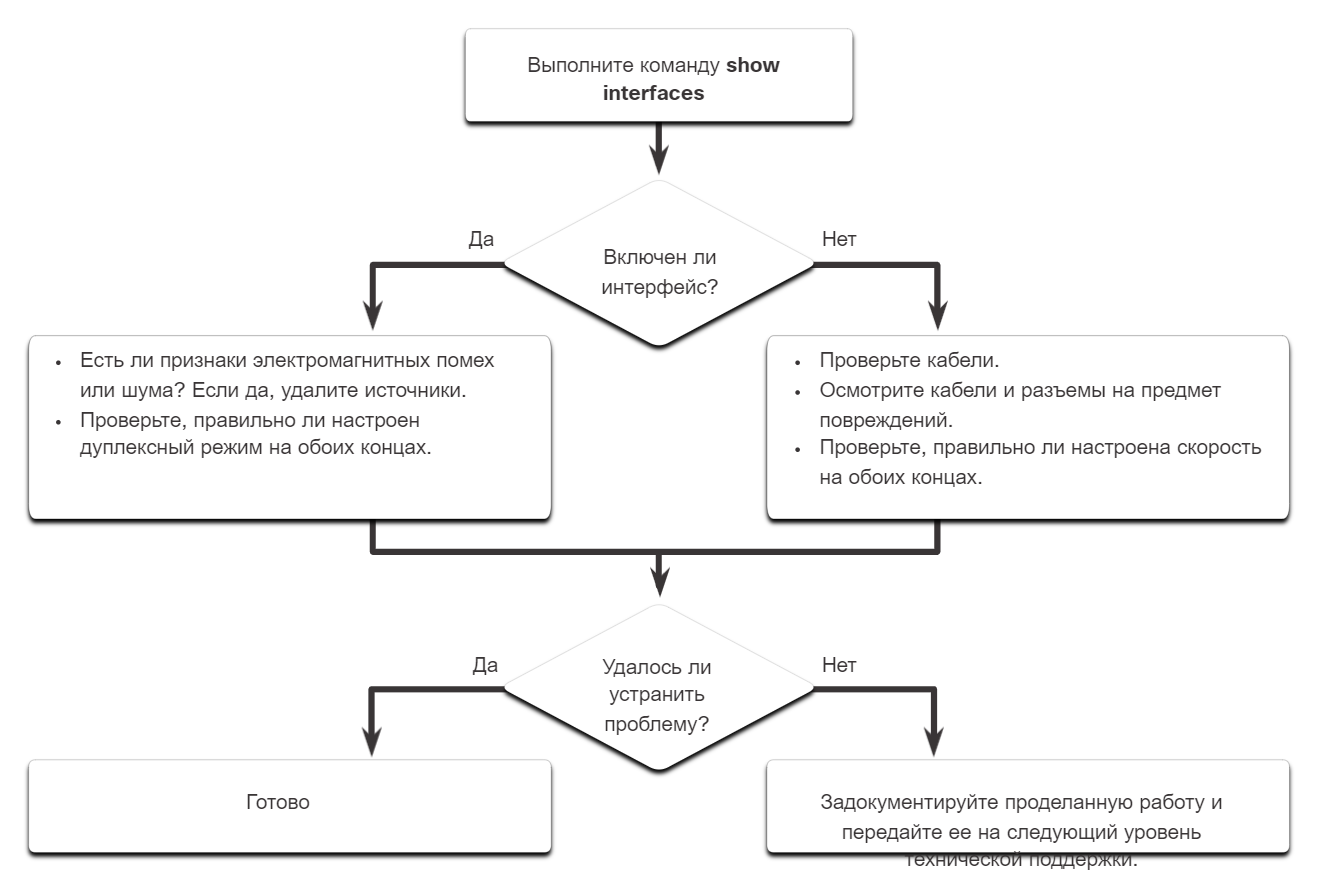 Выполните команду show
interfaces
Да
Нет
Включен ли
интерфейс?
• Есть ли признаки электромагнитных помех
или шума? Если да, удалите источники.
• Проверьте, правильно ли настроен
дуплексный режим на обоих концах.
• Проверьте кабели.
• Осмотрите кабели и разъемы на предмет
повреждений.
• Проверьте, правильно ли настроена скорость
на обоих концах.
Да
Нет
Удалось ли
устранить
проблему?
Готово
Задокументируйте проделанную работу и
передайте ее на следующий уровень
технической поддержки.